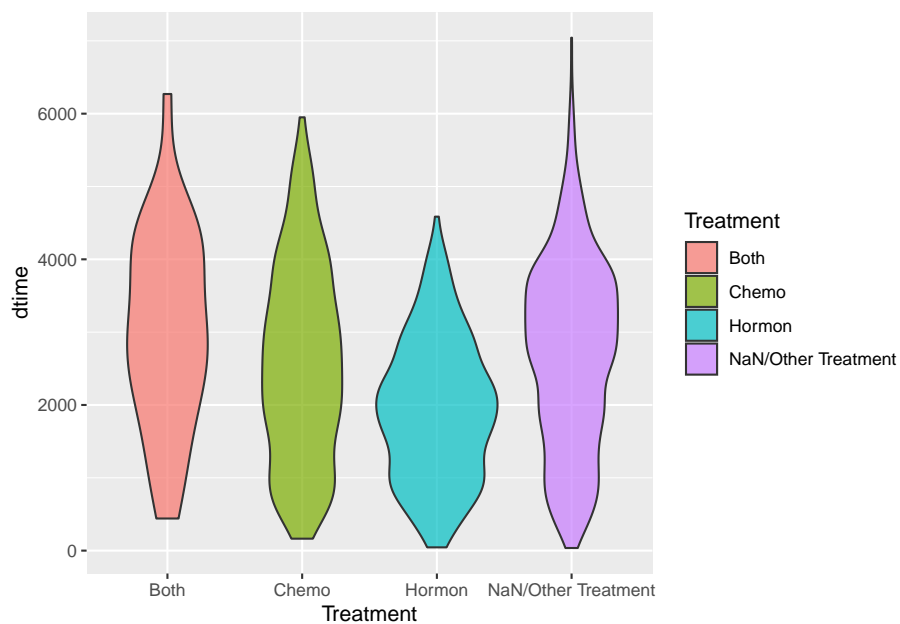 6000
4000
2000
0
dtime
Both Chemo Hormon NaN/Other Treatment
Treatment
Treatment
Both
Chemo
Hormon
NaN/Other Treatment